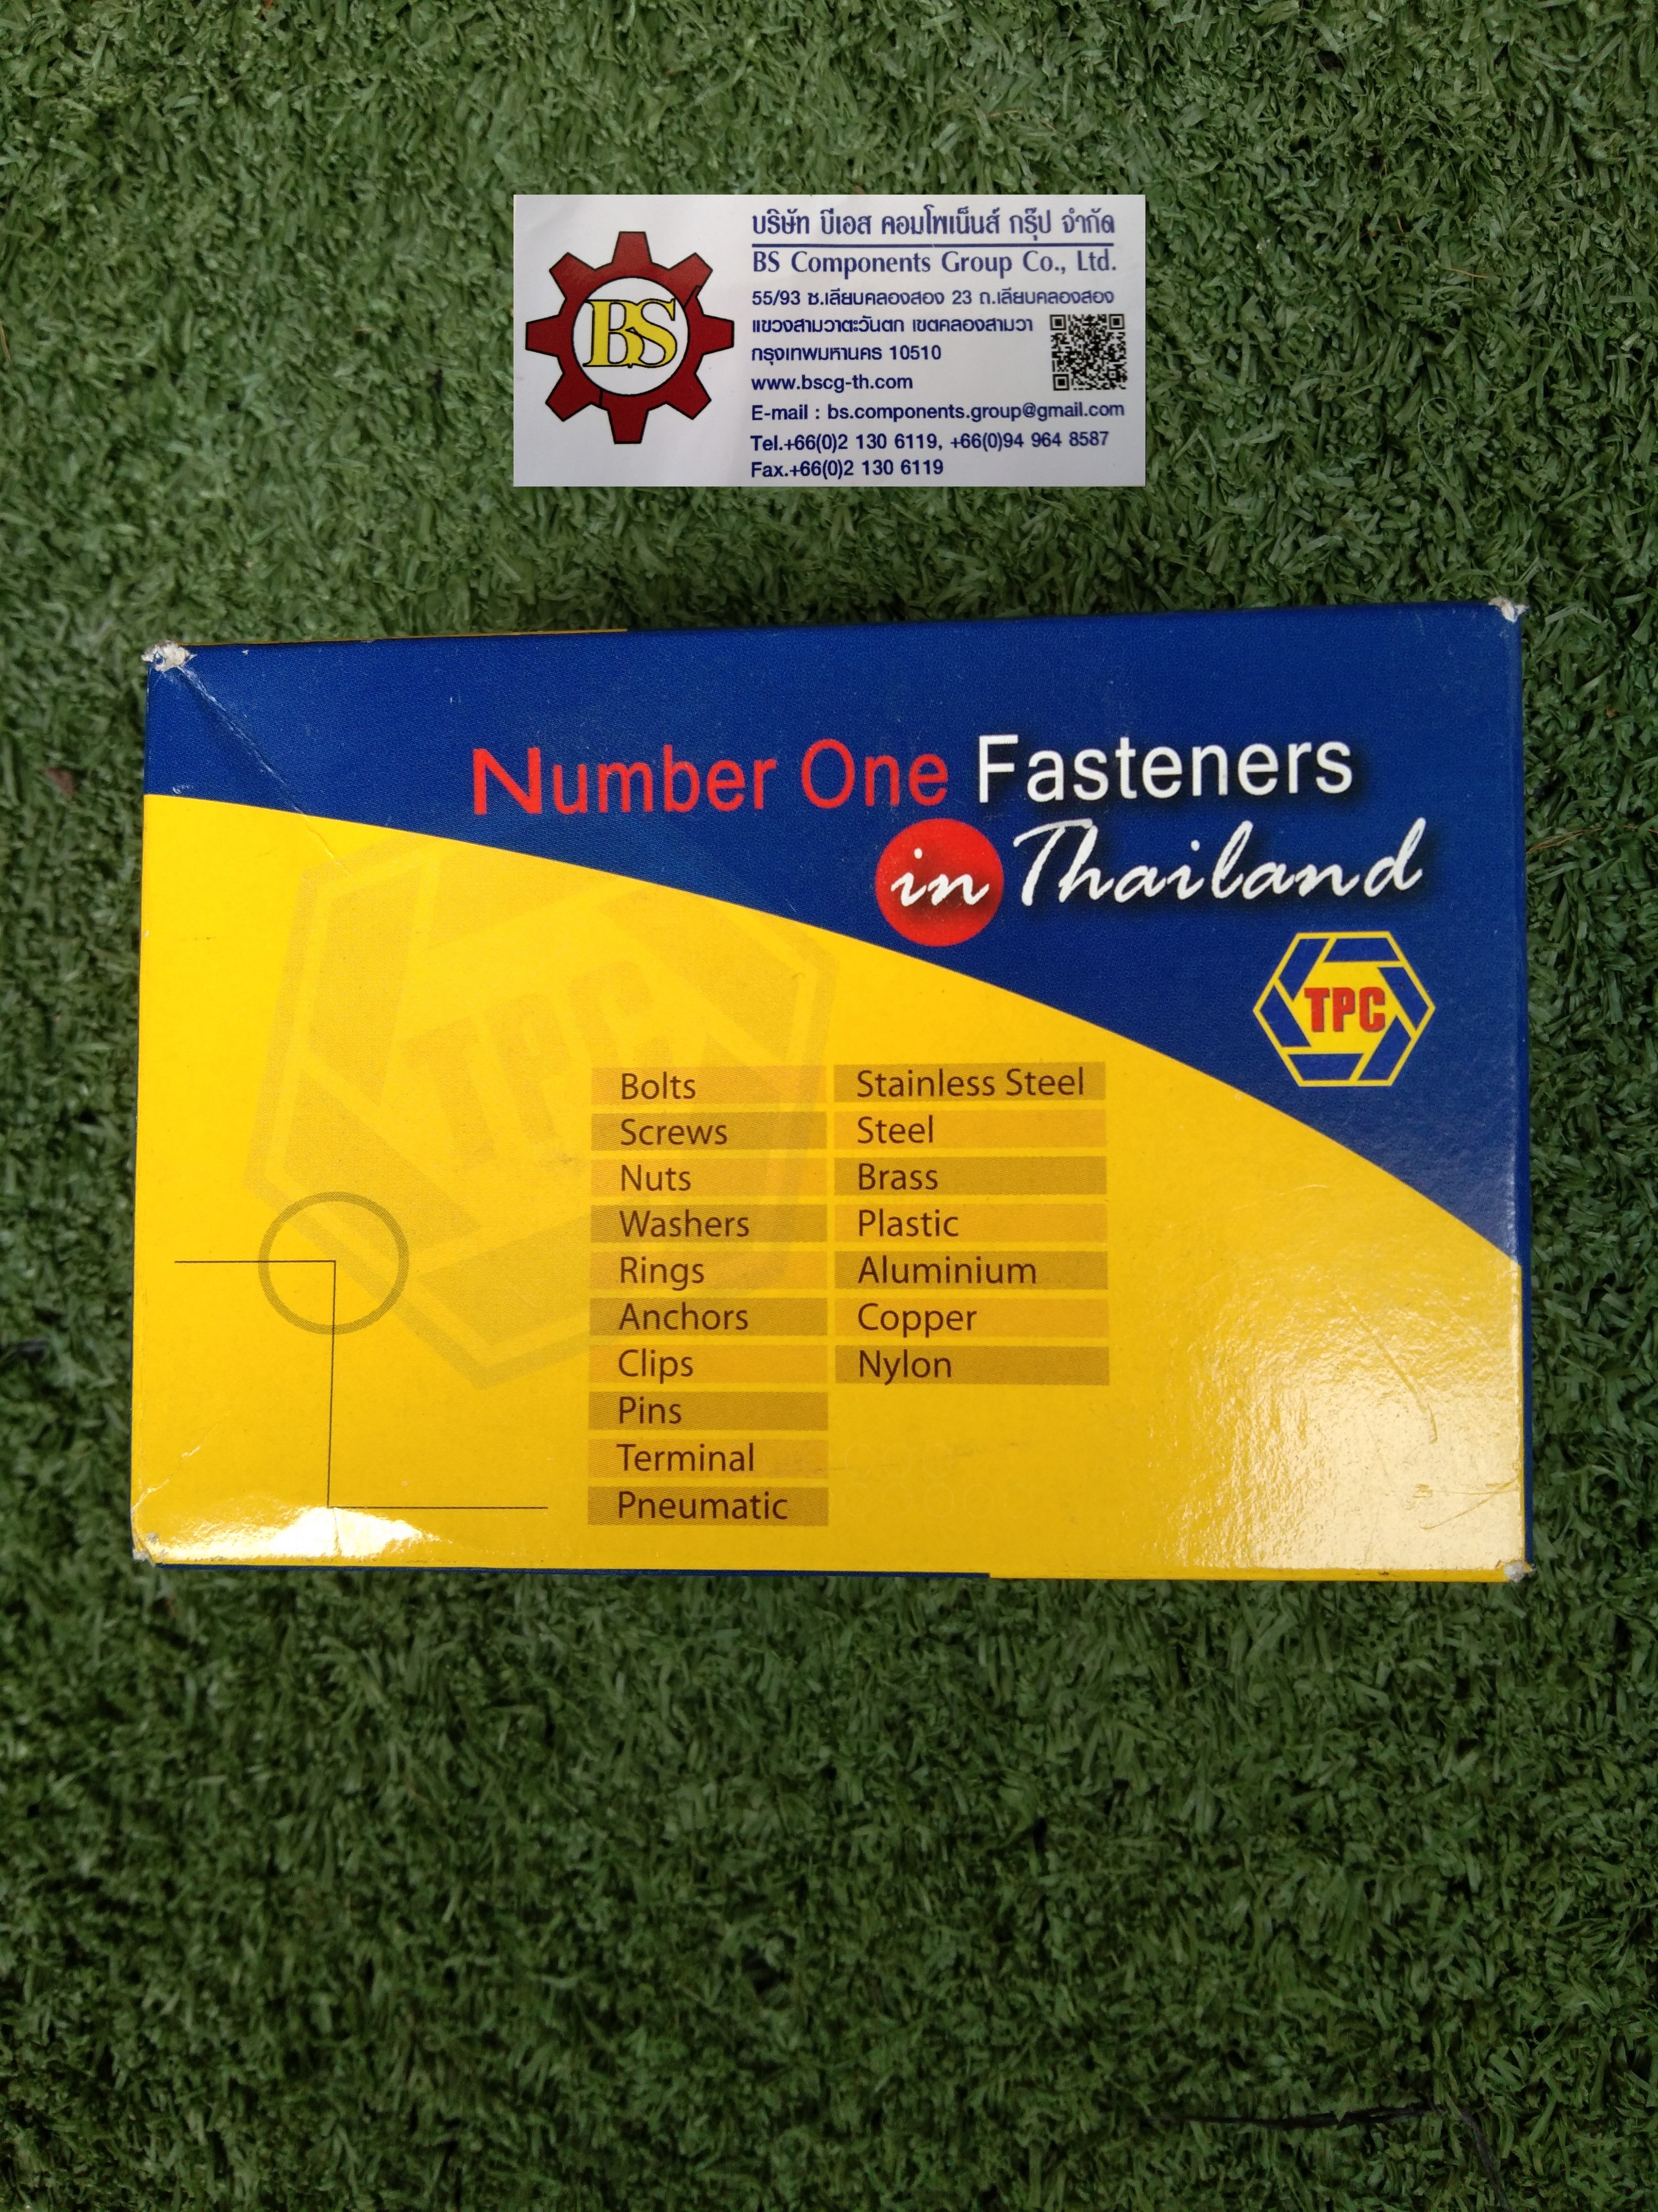 BS
บริษัท บีเอส คอมโพเน็นส์ กรุ๊ป จำกัด
BS Components Group Co., Ltd.
55/93 ซ.เลียบคลองสอง 23 ถ.เลียบคลองสอง
แขวงสามวาตะวันตก เขตคลองสามวา
กรุงเทพมหานคร 10510
www.bscg-th.com
E-mail : bs.components.group@gmail.com
Tel.+66(0)2 130 6119, +66(0)94 964 8587
Fax.+66(0)2 130 6119
Number One Fasteners
in Thailand
TPC
TPC
Bolts
Screws
Nuts
Washers
Rings
Anchors
Clips
Pins
Terminal
Pneumatic
Stainless Steel
Steel
Brass
Plastic
Aluminium
Copper
Nylon